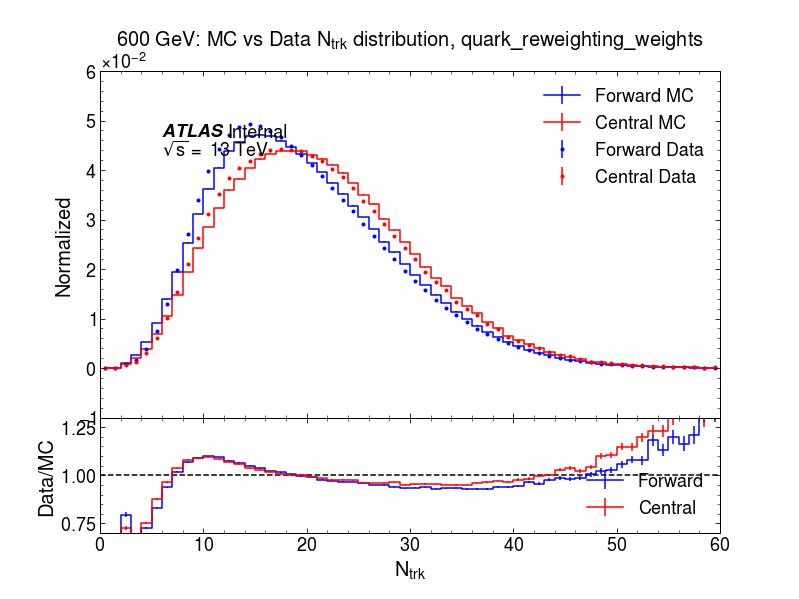 600 GeV: MC vs Data Ntrk distribution, quark_reweighting_weights
×10−2
6
5
4
3
2
1
0
−1
Normalized
ATLAS Internal
√s = 13 TeV
Forward MC
Central MC
Forward Data
Central Data
1.25
1.00
0.75
Data/MC
Forward
Central
0 10 20 30 40 50 60
Ntrk